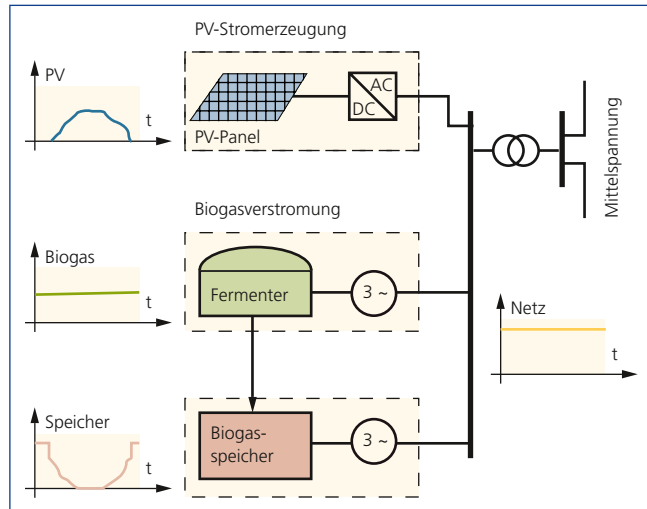 PV-Stromerzeugung
PV
t
AC
DC
PV-Panel
Mittelspannung
Biogasverstromung
Biogas
t
Fermenter
3 ~
Netz
t
Speicher
t
Biogas-
speicher
3 ~